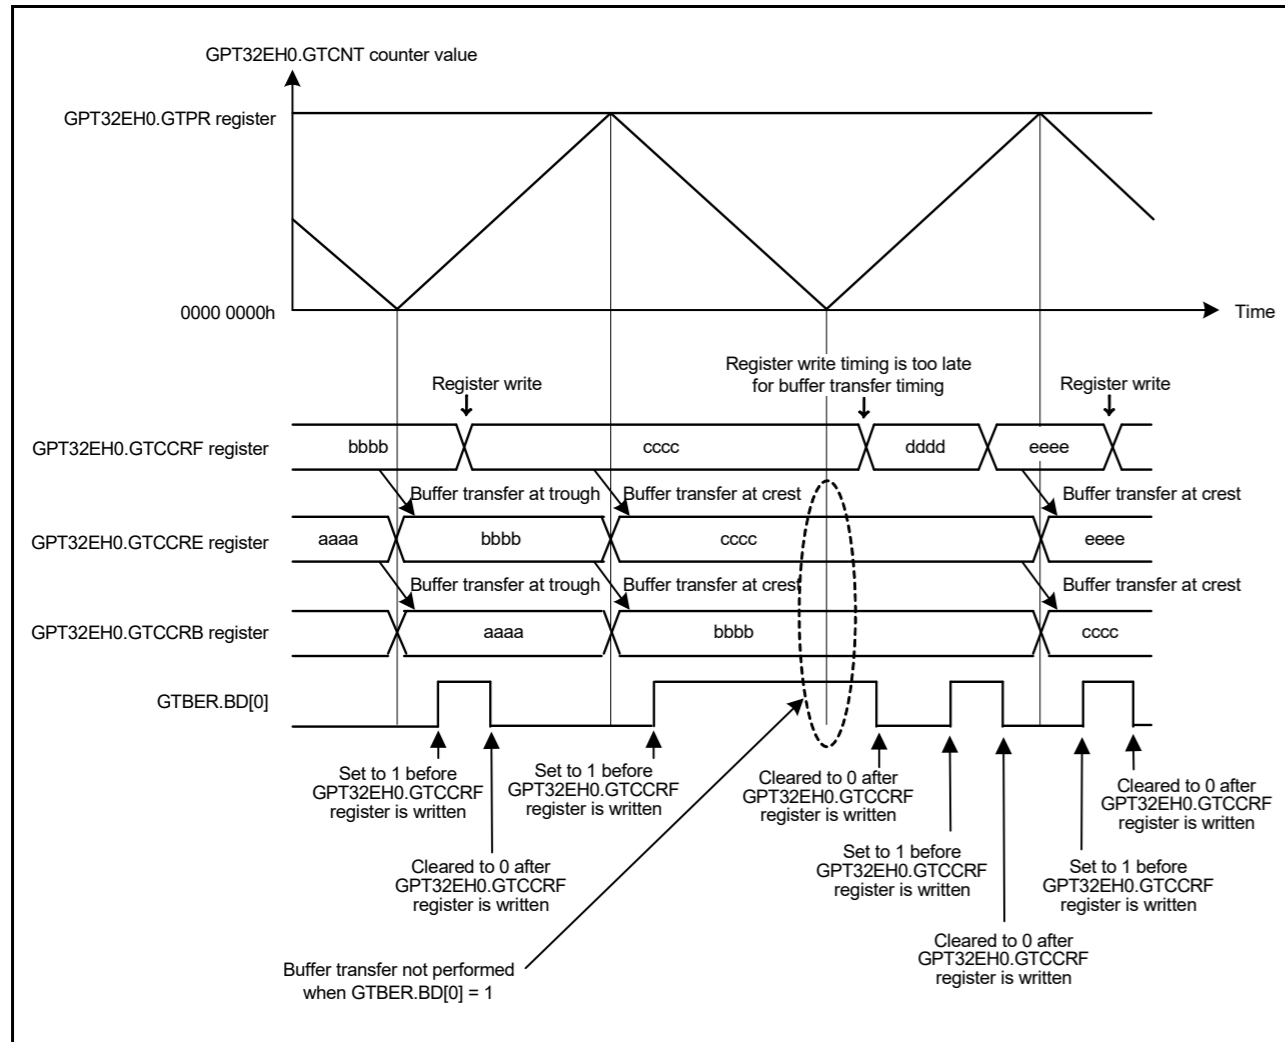 GPT32EH0.GTCNT counter value
GPT32EH0.GTPR register
0000 0000h
Time
Register write
Register write timing is too late
for buffer transfer timing
Register write
GPT32EH0.GTCCRF register
bbbb
cccc
dddd
eeee
Buffer transfer at trough
Buffer transfer at crest
Buffer transfer at crest
GPT32EH0.GTCCRE register
aaaa
bbbb
cccc
eeee
Buffer transfer at trough
Buffer transfer at crest
Buffer transfer at crest
GPT32EH0.GTCCRB register
aaaa
bbbb
cccc
GTBER.BD[0]
Set to 1 before
GPT32EH0.GTCCRF
register is written
Set to 1 before
GPT32EH0.GTCCRF
register is written
Cleared to 0 after
GPT32EH0.GTCCRF
register is written
Cleared to 0 after
GPT32EH0.GTCCRF
register is written
Cleared to 0 after
GPT32EH0.GTCCRF
register is written
Set to 1 before
GPT32EH0.GTCCRF
register is written
Set to 1 before
GPT32EH0.GTCCRF
register is written
Cleared to 0 after
GPT32EH0.GTCCRF
register is written
Buffer transfer not performed
when GTBER.BD[0] = 1